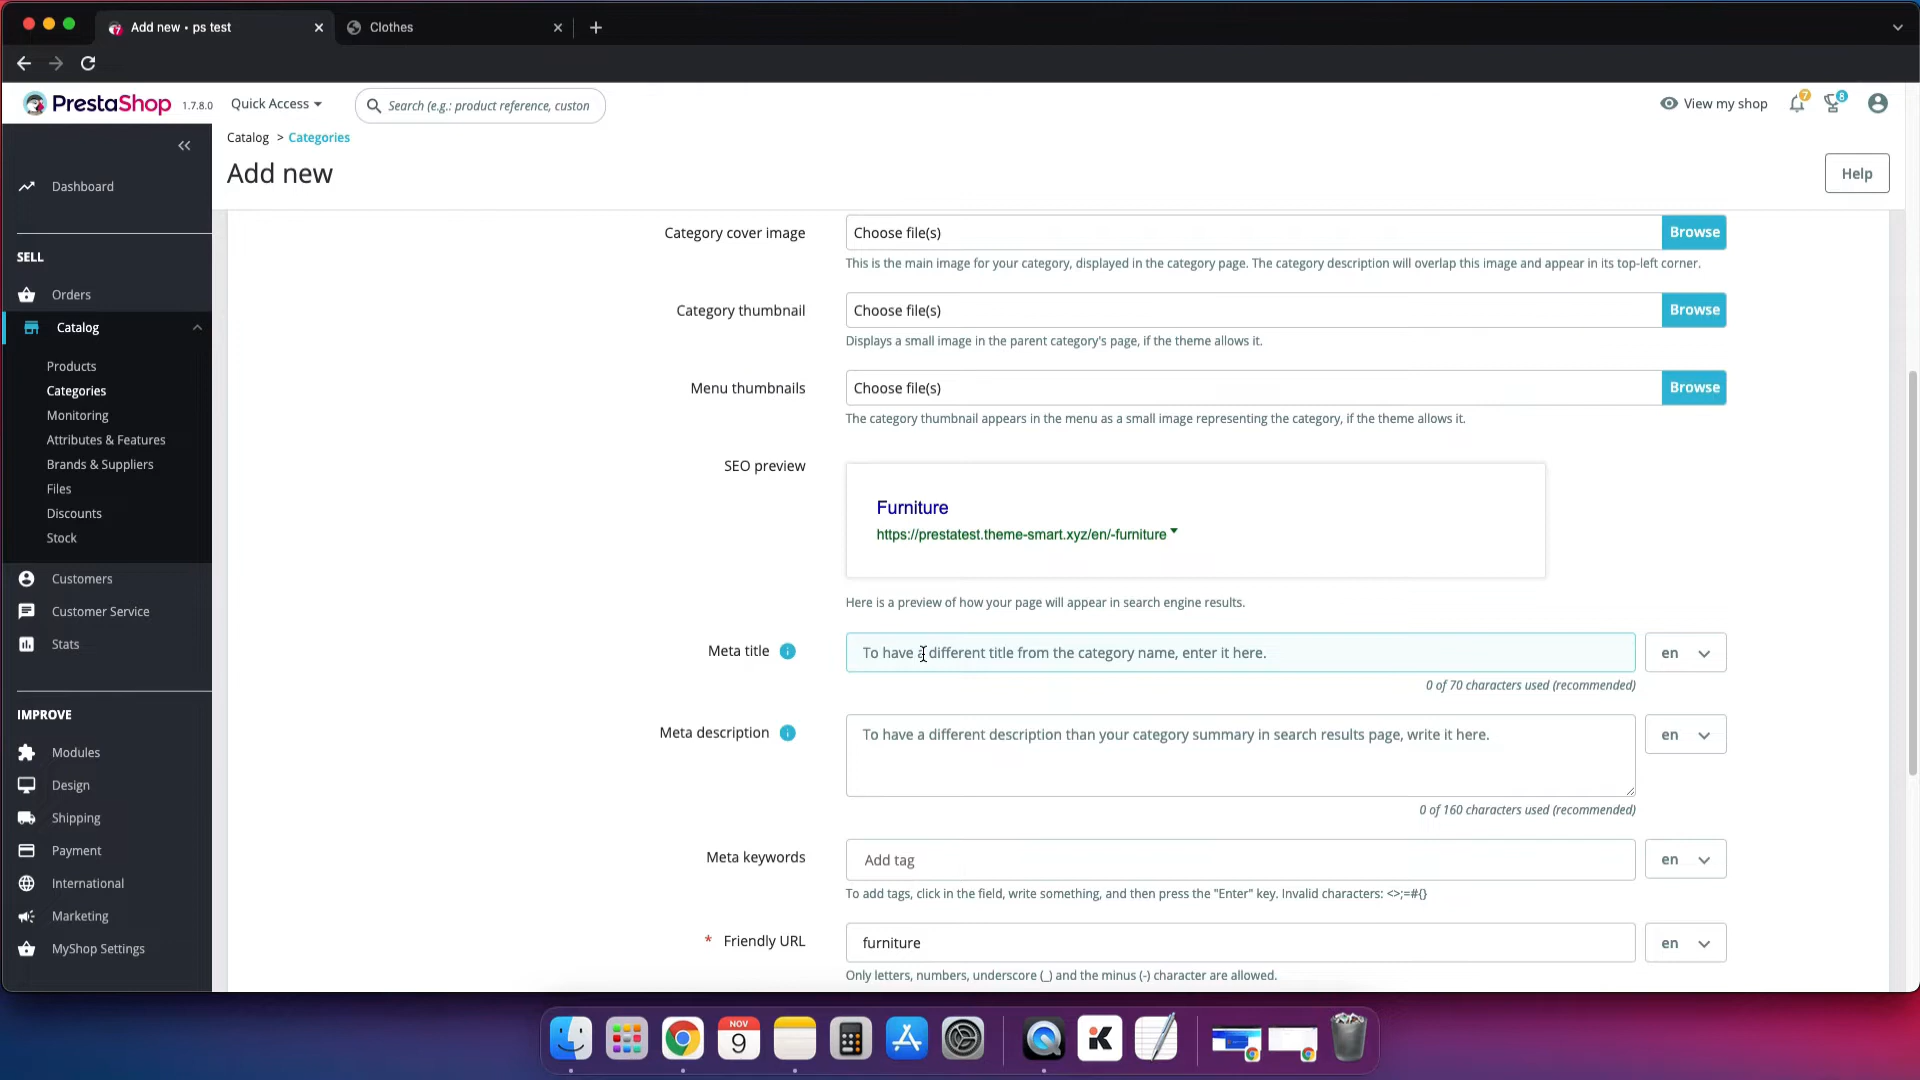 Add new • ps test
Clothes
PrestaShop 1.7.8.0
Quick Access
Search (e.g.: product reference, custon
View my shop
7
8
Catalog > Categories
Add new
Help
Dashboard
SELL
Orders
Catalog
Products
Categories
Monitoring
Attributes & Features
Brands & Suppliers
Files
Discounts
Stock
Customers
Customer Service
Stats
IMPROVE
Modules
Design
Shipping
Payment
International
Marketing
MyShop Settings
Category cover image
Choose file(s)
Browse
This is the main image for your category, displayed in the category page. The category description will overlap this image and appear in its top-left corner.
Category thumbnail
Choose file(s)
Browse
Displays a small image in the parent category's page, if the theme allows it.
Menu thumbnails
Choose file(s)
Browse
The category thumbnail appears in the menu as a small image representing the category, if the theme allows it.
SEO preview
Furniture
https://prestatest.theme-smart.xyz/en/-furniture
Here is a preview of how your page will appear in search engine results.
Meta title
To have a different title from the category name, enter it here.
en
0 of 70 characters used (recommended)
Meta description
To have a different description than your category summary in search results page, write it here.
en
0 of 160 characters used (recommended)
Meta keywords
Add tag
en
To add tags, click in the field, write something, and then press the "Enter" key. Invalid characters: <>;=#{}
* Friendly URL
furniture
en
Only letters, numbers, underscore (_) and the minus (-) character are allowed.
NOV
9